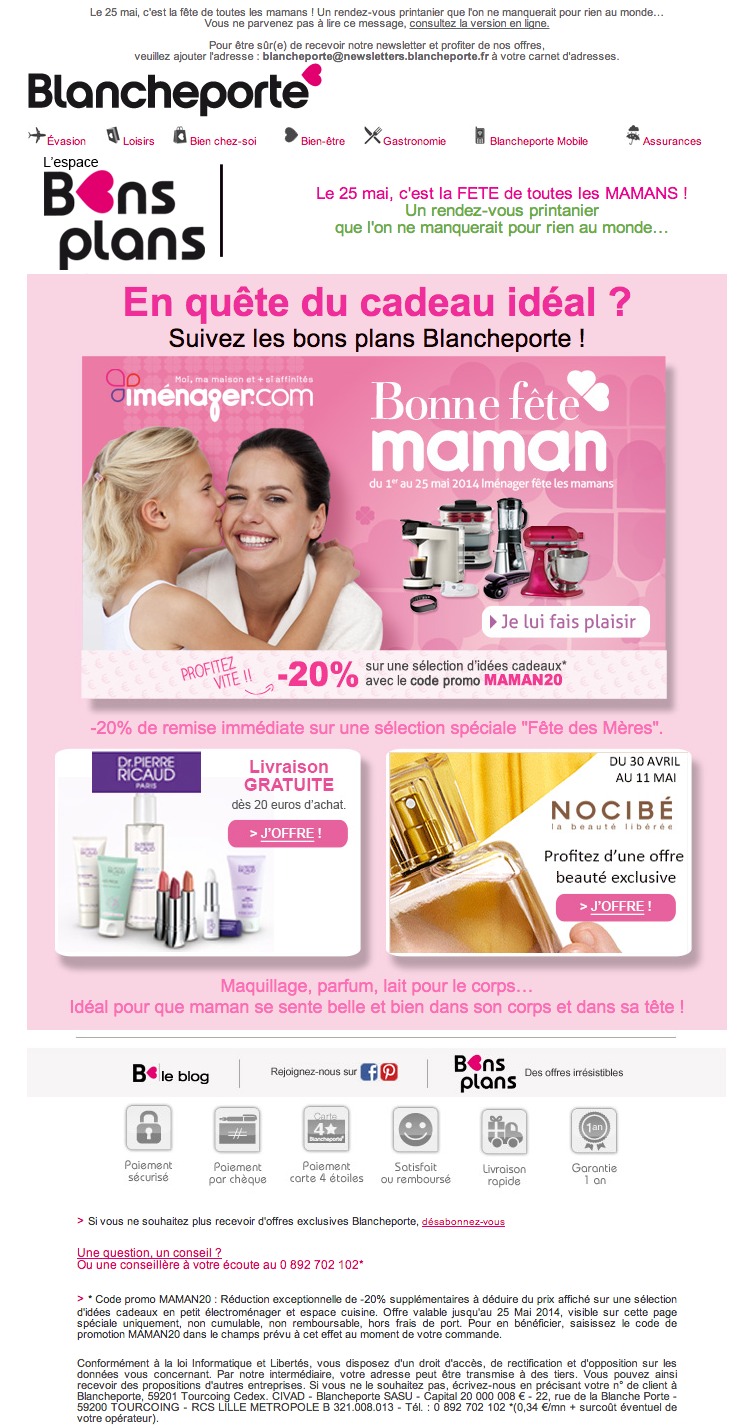 Le 25 mai, c'est la fête de toutes les mamans ! Un rendez-vous printanier que l'on ne manquerait pour rien au monde…
Vous ne parvenez pas à lire ce message, consultez la version en ligne.
Pour être sûr(e) de recevoir notre newsletter et profiter de nos offres,
veuillez ajouter l'adresse : blancheporte@newsletters.blancheporte.fr à votre carnet d'adresses.
Blancheporte
Évasion Loisirs Bien chez-soi Bien-être Gastronomie Blancheporte Mobile Assurances
L'espace
Bons
plans
Le 25 mai, c'est la FETE de toutes les MAMANS !
Un rendez-vous printanier
que l'on ne manquerait pour rien au monde…
En quête du cadeau idéal ?
Suivez les bons plans Blancheporte !
Moi, ma maison et + si affinités
iménager.com
Bonne fête
maman
du 1er au 25 mai 2014 Iménager fête les mamans
Je lui fais plaisir
PROFITEZ
VITE !!
-20%
sur une sélection d'idées cadeaux*
avec le code promo MAMAN20
-20% de remise immédiate sur une sélection spéciale "Fête des Mères".
Dr.PIERRE
RICAUD
PARIS
Livraison
GRATUITE
dès 20 euros d'achat.
> J'OFFRE !
DU 30 AVRIL
AU 11 MAI
NOCIBÉ
la beauté libérée
Profitez d'une offre
beauté exclusive
> J'OFFRE !
Maquillage, parfum, lait pour le corps…
Idéal pour que maman se sente belle et bien dans son corps et dans sa tête !
B le blog
Rejoignez-nous sur
Bons
plans
Des offres irrésistibles
Paiement
sécurisé
Paiement
par chèque
Carte
4★
Blancheporte
Paiement
carte 4 étoiles
Satisfait
ou remboursé
Livraison
rapide
1an
Garantie
1 an
> Si vous ne souhaitez plus recevoir d'offres exclusives Blancheporte, désabonnez-vous
Une question, un conseil ?
Ou une conseillère à votre écoute au 0 892 702 102*
> * Code promo MAMAN20 : Réduction exceptionnelle de -20% supplémentaires à déduire du prix affiché sur une sélection
d'idées cadeaux en petit électroménager et espace cuisine. Offre valable jusqu'au 25 Mai 2014, visible sur cette page
spéciale uniquement, non cumulable, non remboursable, hors frais de port. Pour en bénéficier, saisissez le code de
promotion MAMAN20 dans le champs prévu à cet effet au moment de votre commande.
Conformément à la loi Informatique et Libertés, vous disposez d'un droit d'accès, de rectification et d'opposition sur les
données vous concernant. Par notre intermédiaire, votre adresse peut être transmise à des tiers. Vous pouvez ainsi
recevoir des propositions d'autres entreprises. Si vous ne le souhaitez pas, écrivez-nous en précisant votre n° de client à
Blancheporte, 59201 Tourcoing Cedex. CIVAD - Blancheporte SASU - Capital 20 000 008 € - 22, rue de la Blanche Porte -
59200 TOURCOING - RCS LILLE METROPOLE B 321.008.013 - Tél. : 0 892 702 102 *(0,34 €/mn + surcoût éventuel de
votre opérateur).